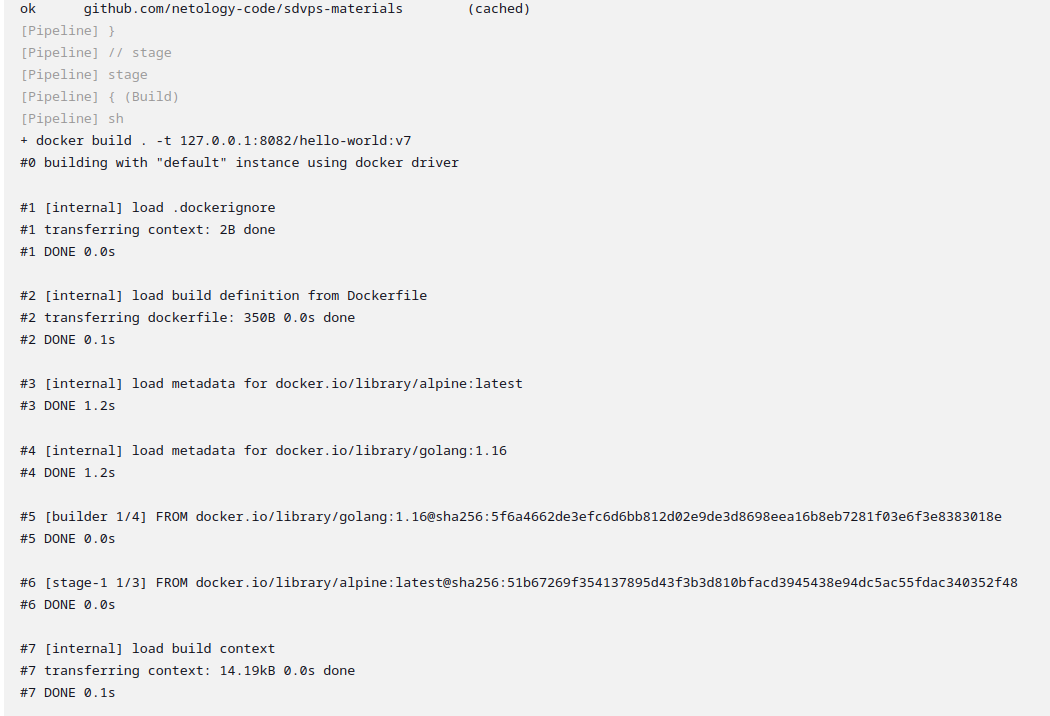 ok      github.com/netology-code/sdvps-materials        (cached)
[Pipeline] }
[Pipeline] // stage
[Pipeline] stage
[Pipeline] { (Build)
[Pipeline] sh
+ docker build . -t 127.0.0.1:8082/hello-world:v7
#0 building with "default" instance using docker driver
#1 [internal] load .dockerignore
#1 transferring context: 2B done
#1 DONE 0.0s
#2 [internal] load build definition from Dockerfile
#2 transferring dockerfile: 350B 0.0s done
#2 DONE 0.1s
#3 [internal] load metadata for docker.io/library/alpine:latest
#3 DONE 1.2s
#4 [internal] load metadata for docker.io/library/golang:1.16
#4 DONE 1.2s
#5 [builder 1/4] FROM docker.io/library/golang:1.16@sha256:5f6a4662de3efc6d6bb812d02e9de3d8698eea16b8eb7281f03e6f3e8383018e
#5 DONE 0.0s
#6 [stage-1 1/3] FROM docker.io/library/alpine:latest@sha256:51b67269f354137895d43f3b3d810bfacd3945438e94dc5ac55fdac340352f48
#6 DONE 0.0s
#7 [internal] load build context
#7 transferring context: 14.19kB 0.0s done
#7 DONE 0.1s